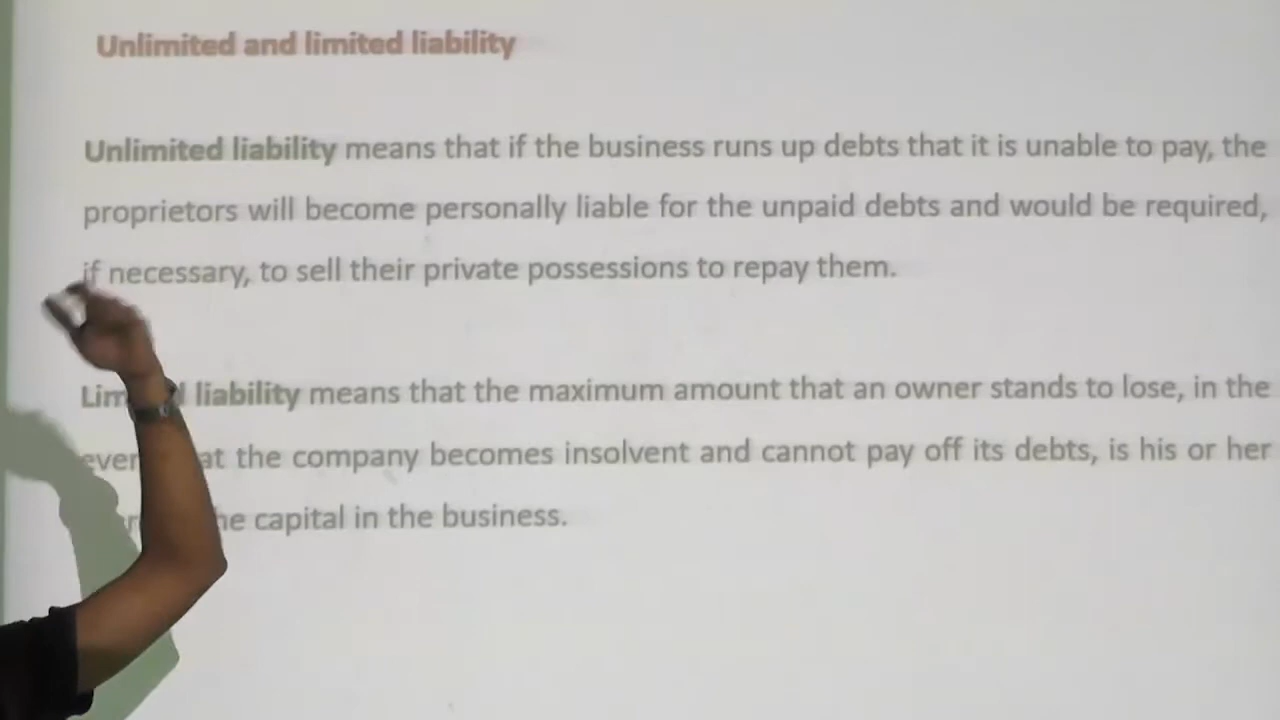 Unlimited and limited liability
Unlimited liability means that if the business runs up debts that it is unable to pay, the
proprietors will become personally liable for the unpaid debts and would be required,
if necessary, to sell their private possessions to repay them.
liability means that the maximum amount that an owner stands to lose, in the
the company becomes insolvent and cannot pay off its debts, is his or her
capital in the business.